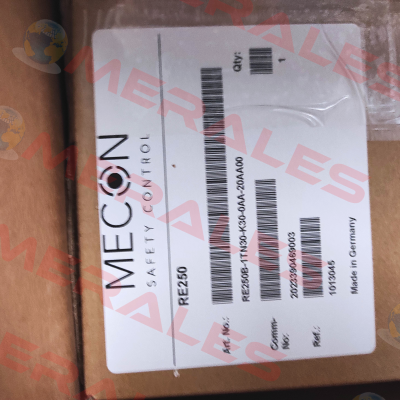 MECON
SAFETY CONTROL
RE250
Art. No.:
RE250B-1TN30-K30-0AA-20AA00
Qty:
1
Comm-
No:
2023390469003
Ref.:
1013045
Made in Germany
MERALES